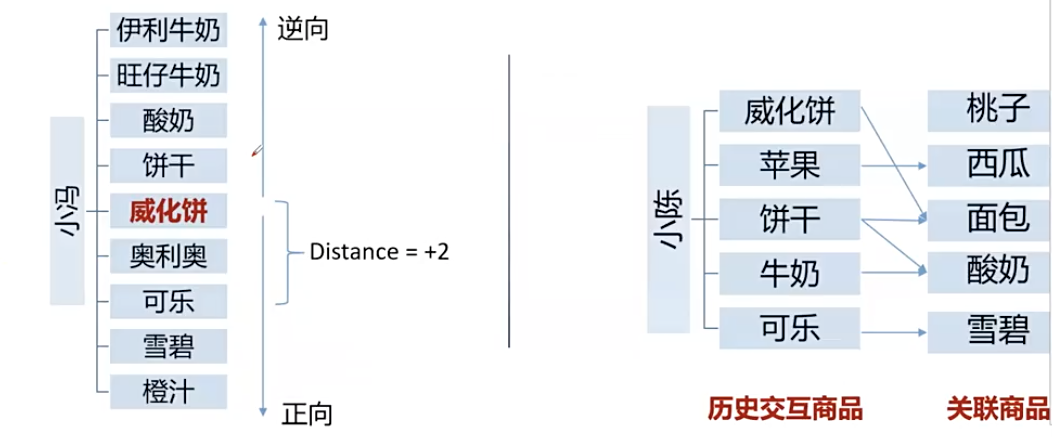 伊利牛奶
旺仔牛奶
酸奶
饼干
威化饼
奥利奥
可乐
雪碧
橙汁
小冯
逆向
Distance = +2
正向
小陈
威化饼
苹果
饼干
牛奶
可乐
历史交互商品
桃子
西瓜
面包
酸奶
雪碧
关联商品